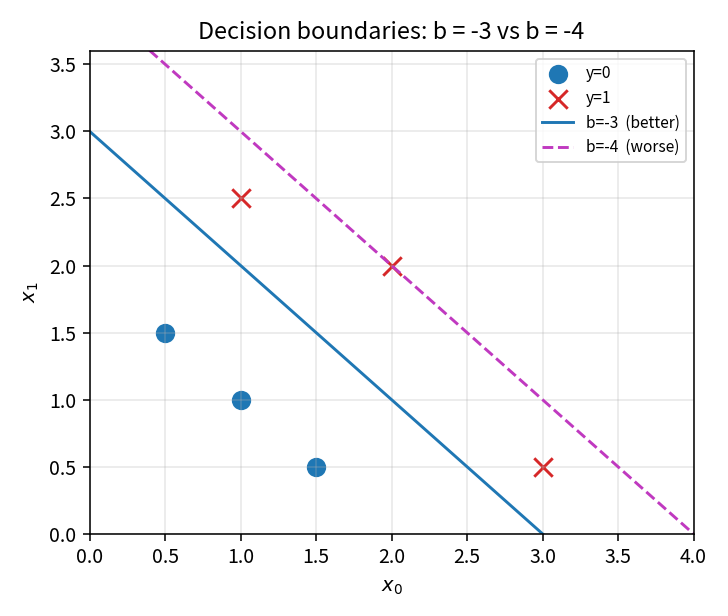 Decision boundaries: b = -3 vs b = -4
y=0
y=1
b=-3 (better)
b=-4 (worse)
3.5
3.0
2.5
2.0
1.5
1.0
0.5
0.0
x₁
0.0 0.5 1.0 1.5 2.0 2.5 3.0 3.5 4.0
x₀